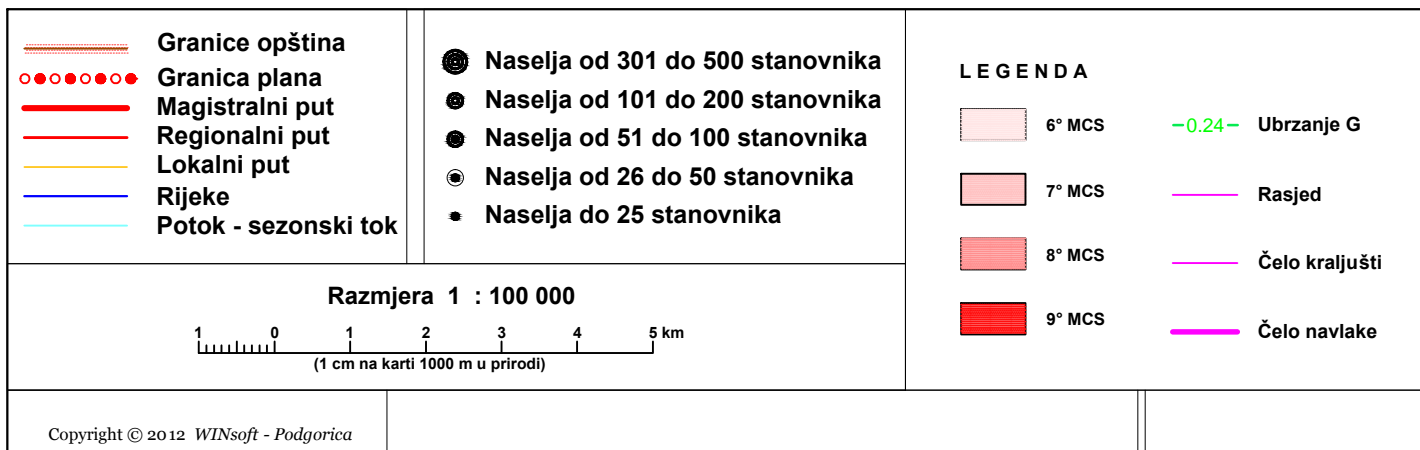 Granice opština
Granica plana
Magistralni put
Regionalni put
Lokalni put
Rijeke
Potok - sezonski tok
Naselja od 301 do 500 stanovnika
Naselja od 101 do 200 stanovnika
Naselja od 51 do 100 stanovnika
Naselja od 26 do 50 stanovnika
Naselja do 25 stanovnika
Razmjera 1 : 100 000
1 0 1 2 3 4 5 km
(1 cm na karti 1000 m u prirodi)
LEGENDA
6° MCS
7° MCS
8° MCS
9° MCS
0.24 Ubrzanje G
Rasjed
Čelo kraljušti
Čelo navlake
Copyright © 2012 WINsoft - Podgorica